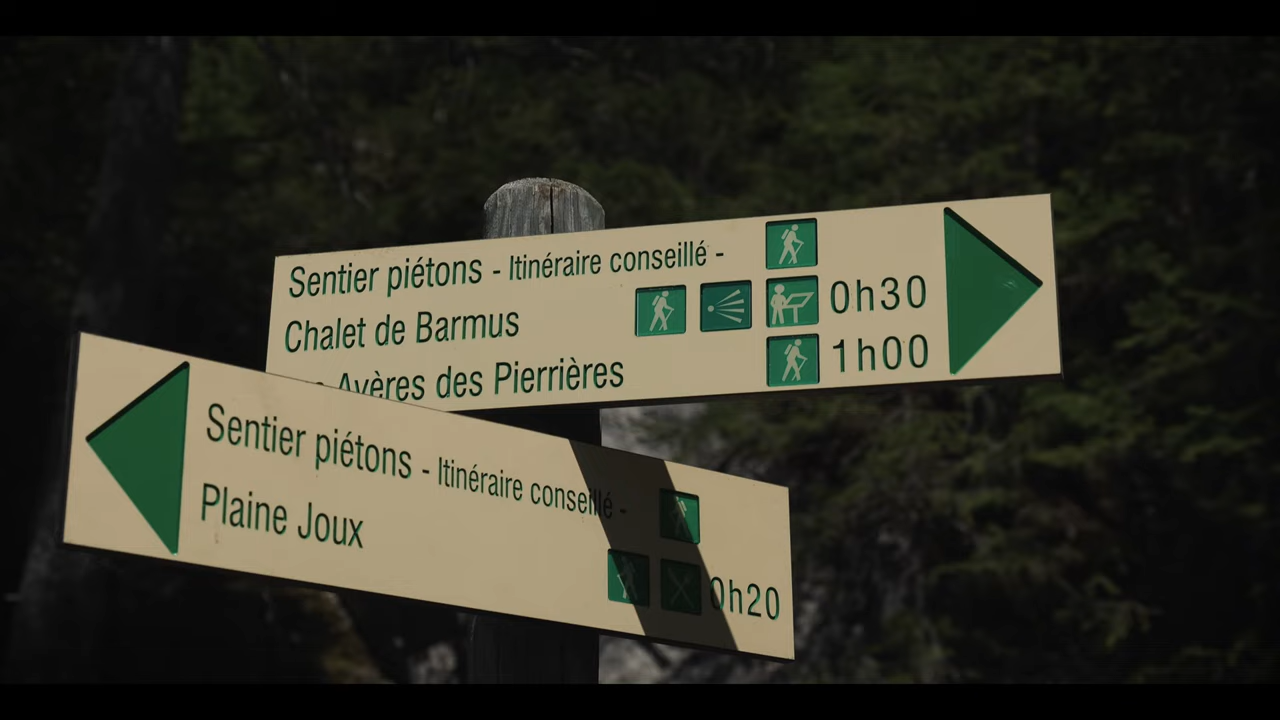 Sentier piétons - Itinéraire conseillé -
Chalet de Barmus 0h30
Avères des Pierrières 1h00
Sentier piétons - Itinéraire conseillé -
Plaine Joux
0h20